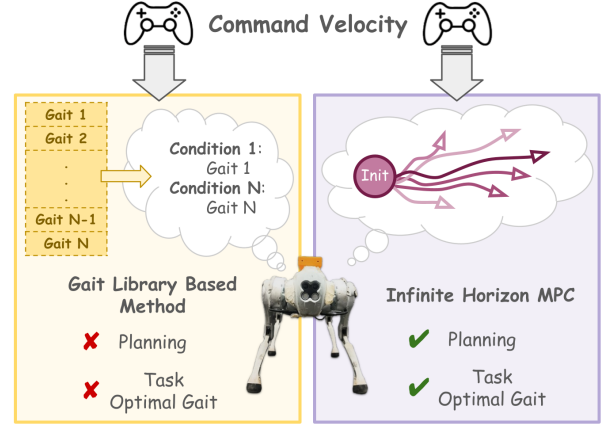 Command Velocity
Gait 1
Gait 2
.
.
.
Gait N-1
Gait N
Condition 1:
Gait 1
Condition N:
Gait N
Gait Library Based
Method
✘ Planning
✘ Task
Optimal Gait
Init
Infinite Horizon MPC
✔ Planning
✔ Task
Optimal Gait